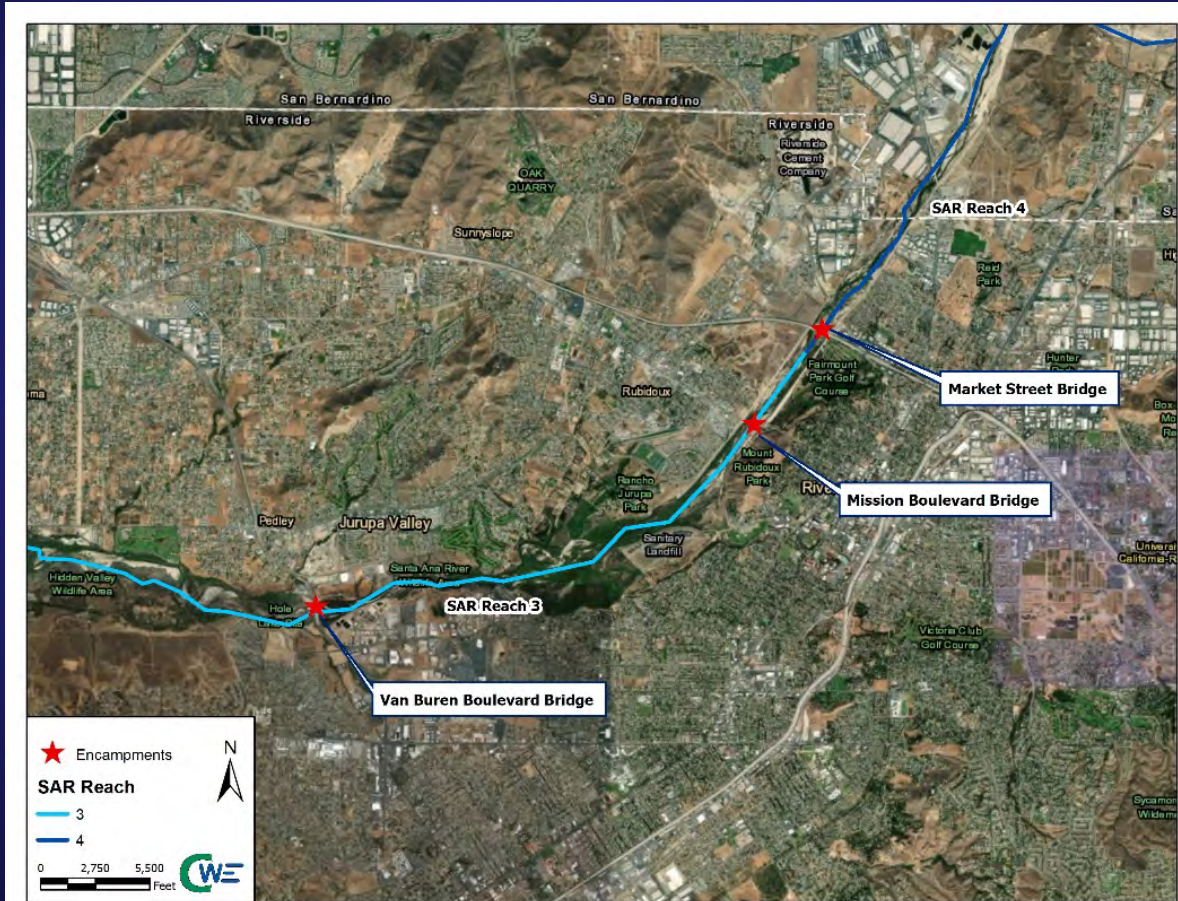 San Bernardino
San Bernardino
Riverside
Riverside
Riverside
Cement
Company
OAK
QUARRY
SAR Reach 4
Sunnyslope
Reid
Park
Fairmount
Park Golf
Course
Hunter
Market Street Bridge
Rubidoux
Mount
Rubidoux
Park
Rancho
Jurupa
Park
Mission Boulevard Bridge
Pedley
Jurupa Valley
Sanitary
Landfill
Hidden Valley
Wildlife Area
Santa Ana River
Hole
SAR Reach 3
Victoria Club
Golf Course
Van Buren Boulevard Bridge
Encampments
N
SAR Reach
3
4
0 2,750 5,500
Feet
CWE